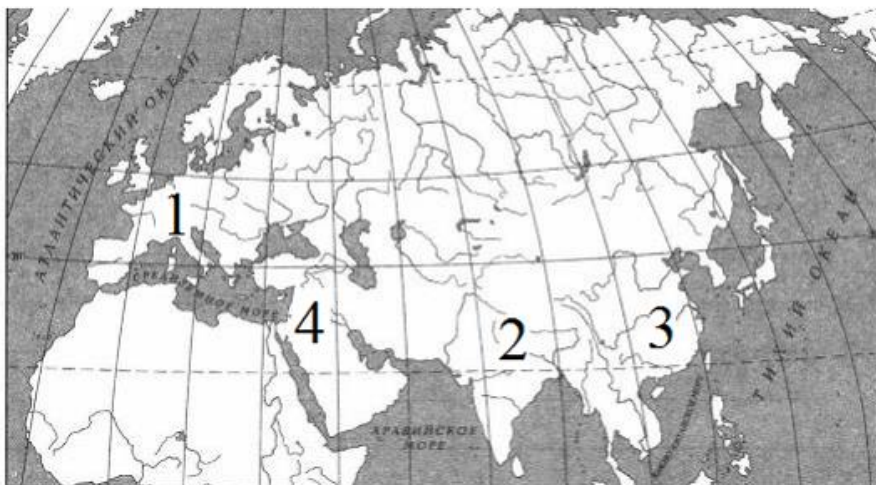 АТЛАНТИЧЕСКИЙ ОКЕАН
1
СРЕДИЗЕМНОЕ МОРЕ
4
2
3
АРАВИЙСКОЕ
МОРЕ
ТИХИЙ ОКЕАН